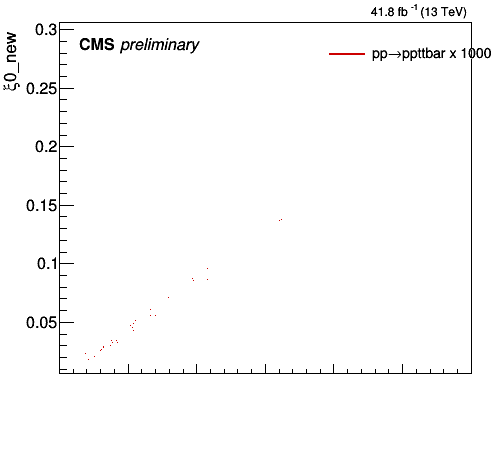 41.8 fb⁻¹ (13 TeV)
CMS preliminary
pp→ppttbar x 1000
ξ0_new
0.3
0.25
0.2
0.15
0.1
0.05